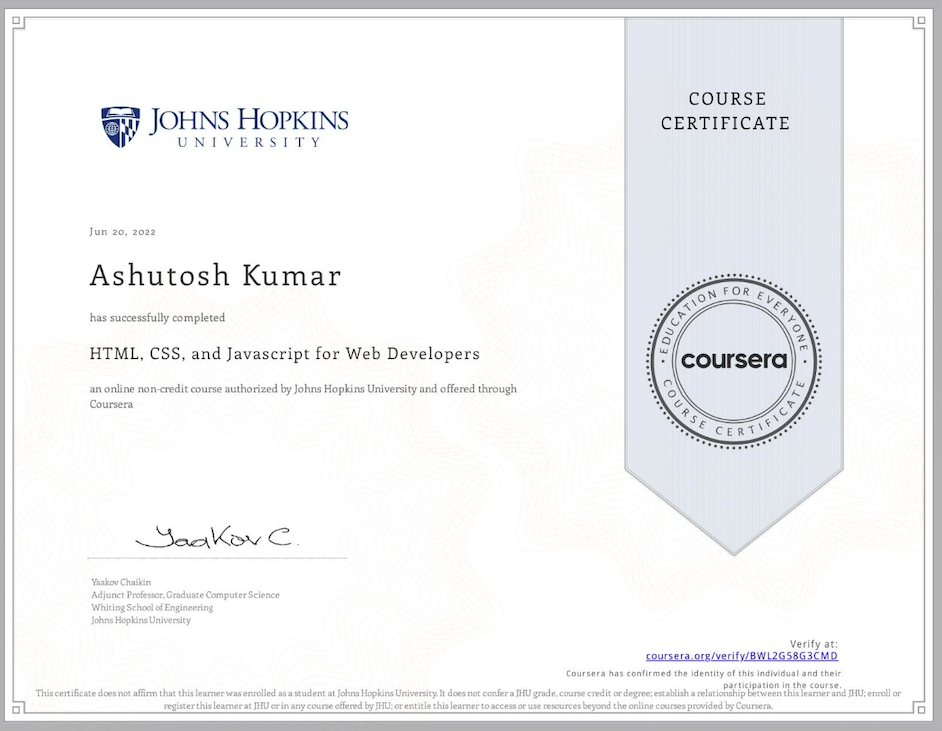 JOHNS HOPKINS
UNIVERSITY
COURSE
CERTIFICATE
Jun 20, 2022
Ashutosh Kumar
has successfully completed
HTML, CSS, and Javascript for Web Developers
an online non-credit course authorized by Johns Hopkins University and offered through
Coursera
EDUCATION FOR EVERYONE
coursera
COURSE CERTIFICATE
Yaakov C.
Yaakov Chaikin
Adjunct Professor, Graduate Computer Science
Whiting School of Engineering
Johns Hopkins University
Verify at:
coursera.org/verify/BWL2G58G3CMD
Coursera has confirmed the identity of this individual and their
participation in the course.
This certificate does not affirm that this learner was enrolled as a student at Johns Hopkins University. It does not confer a JHU grade, course credit or degree; establish a relationship between this learner and JHU; enroll or
register this learner at JHU or in any course offered by JHU; or entitle this learner to access or use resources beyond the online courses provided by Coursera.